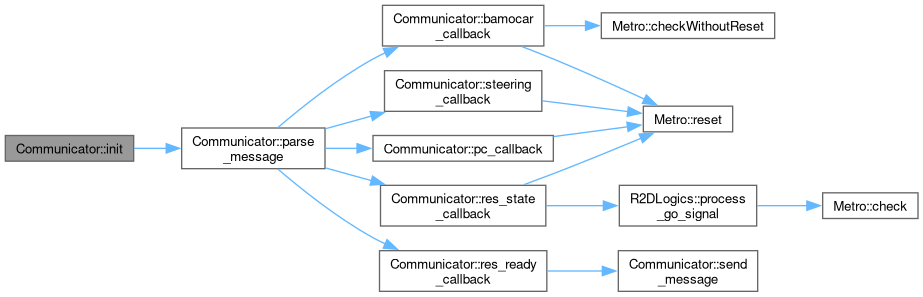 Communicator::init
Communicator::parse
_message
Communicator::bamocar
_callback
Communicator::steering
_callback
Communicator::pc_callback
Communicator::res_state
_callback
Communicator::res_ready
_callback
Metro::checkWithoutReset
Metro::reset
R2DLogics::process
_go_signal
Communicator::send
_message
Metro::check